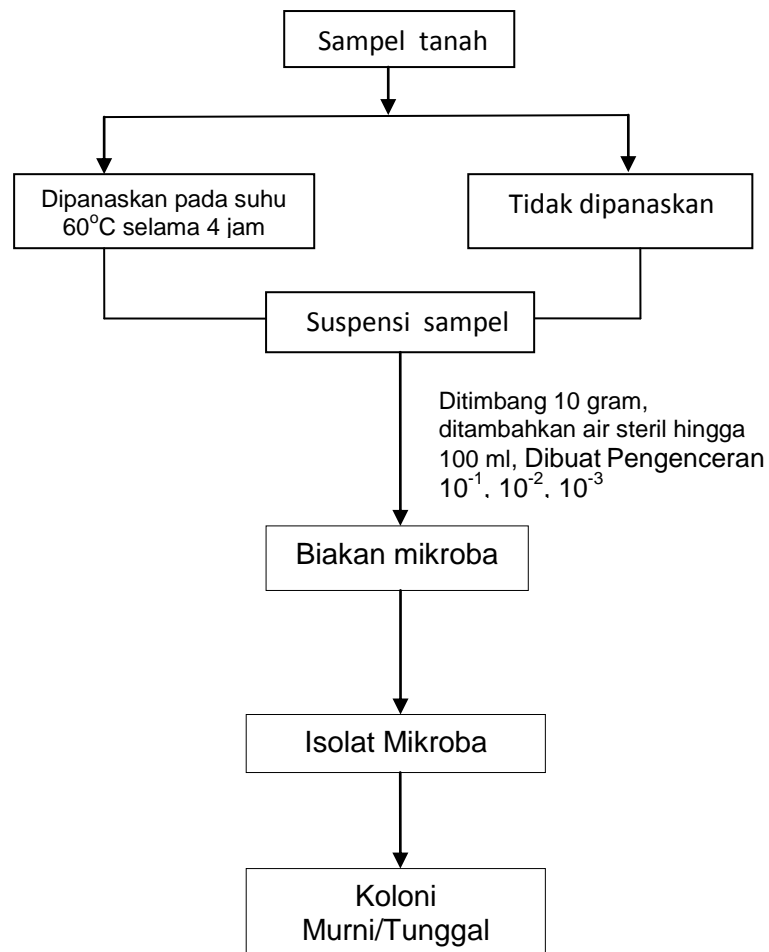 Sampel tanah
Dipanaskan pada suhu
60°C selama 4 jam
Tidak dipanaskan
Suspensi sampel
Ditimbang 10 gram,
ditambahkan air steril hingga
100 ml, Dibuat Pengenceran
10⁻¹, 10⁻², 10⁻³
Biakan mikroba
Isolat Mikroba
Koloni
Murni/Tunggal